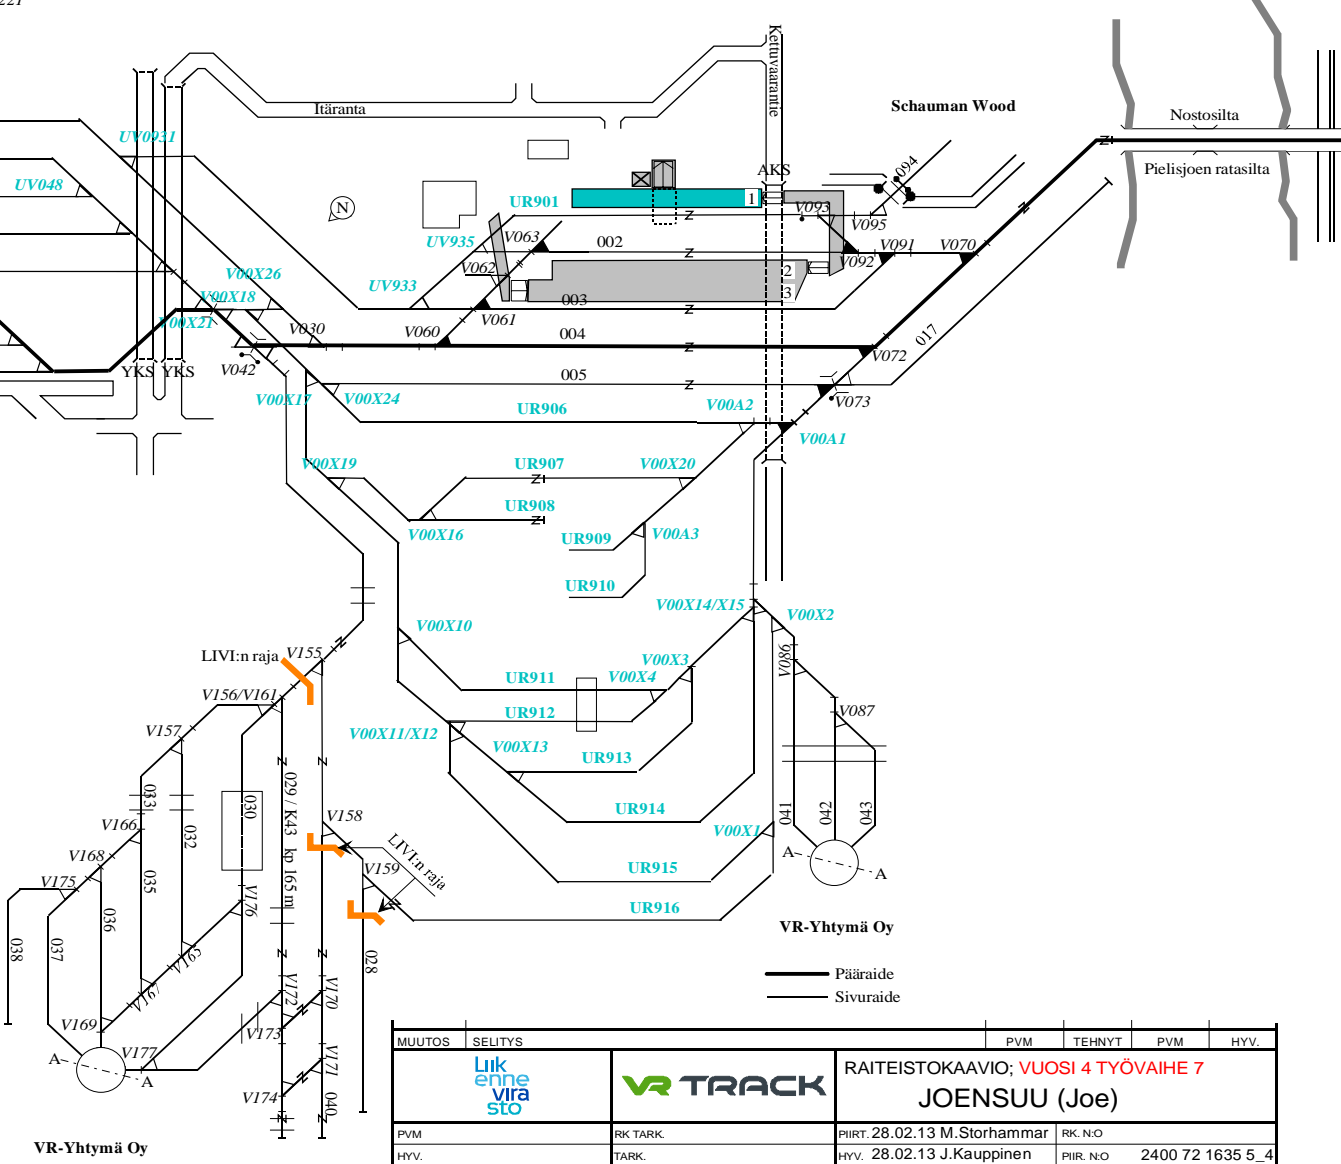 221
Kettuvaarantie
Itäranta
Schauman Wood
Nostosilta
UV0931
AKS
094
Pielisjoen ratasilta
UV048
UR901
1
N
V093
V095
UV935
V063
002
V091
V070
V092
V00X26
V062
2
UV933
3
V00X18
003
V00X21
V061
V030
V060
004
017
V072
YKS
YKS
V042
005
V00X17
V00X24
UR906
V00A2
V073
V00A1
V00X19
UR907
V00X20
UR908
V00X16
UR909
V00A3
UR910
V00X14/X15
V00X2
V00X10
LIVI:n raja
V155
V00X3
V086
UR911
V00X4
V156/V161
UR912
V087
V157
V00X11/X12
V00X13
UR913
033
030
029 / K43 kp 165 m
UR914
041
042
043
V158
V166
032
V00X1
LIVI:n raja
A
V168
V159
A
V175
035
UR915
V176
036
UR916
038
037
VR-Yhtymä Oy
V165
028
Pääraide
V167
V172
V170
Sivuraide
V169
V173
V177
A
A
V171
V174
040
VR-Yhtymä Oy
MUUTOS SELITYS PVM TEHNYT PVM HYV.
Liikennevirasto
VR TRACK
RAITEISTOKAAVIO; VUOSI 4 TYÖVAIHE 7
JOENSUU (Joe)
PVM RK TARK. PIIRT. 28.02.13 M.Storhammar RK. N:O
HYV. TARK. HYV. 28.02.13 J.Kauppinen PIIR. N:O 2400 72 1635 5_4